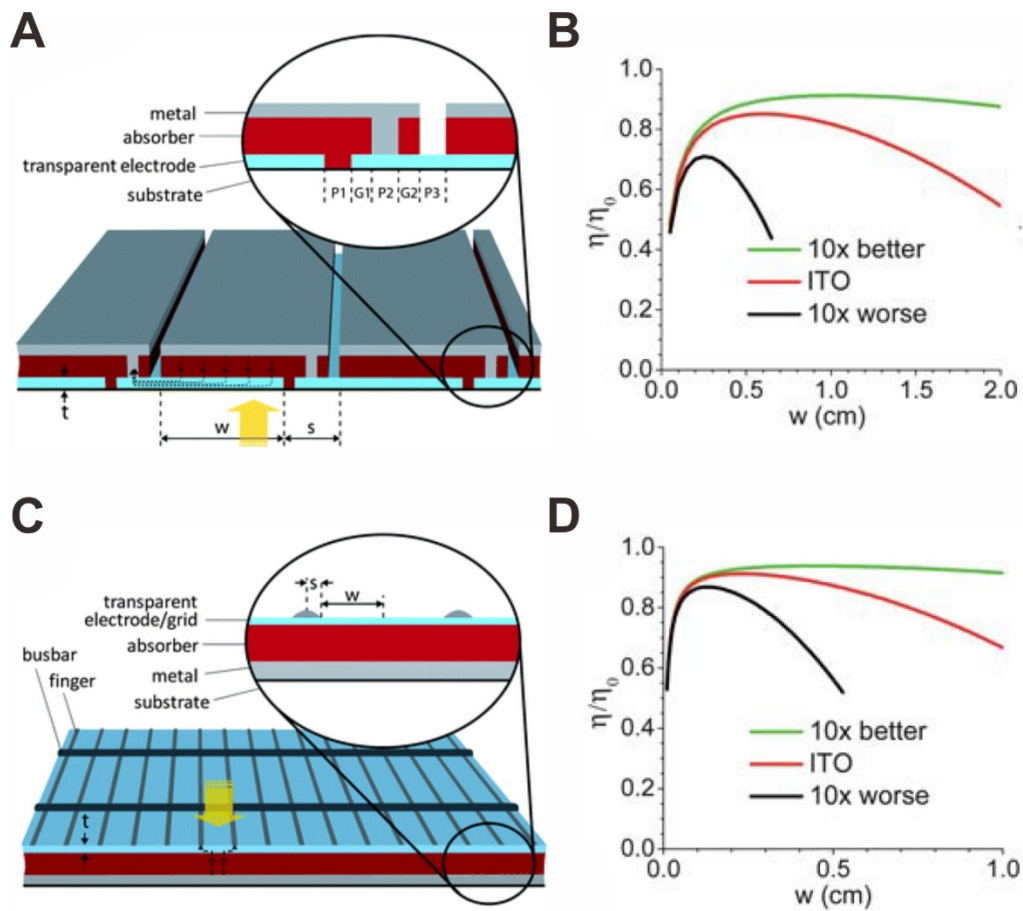 A
metal
absorber
transparent electrode
substrate
P1 G1 P2 G2 P3
t
w
s
B
1.0
0.8
0.6
0.4
0.2
0.0
η/η0
10x better
ITO
10x worse
0.0 0.5 1.0 1.5 2.0
w (cm)
C
s
w
transparent
electrode/grid
absorber
metal
substrate
busbar
finger
t
D
1.0
0.8
0.6
0.4
0.2
0.0
η/η0
10x better
ITO
10x worse
0.0 0.5 1.0
w (cm)